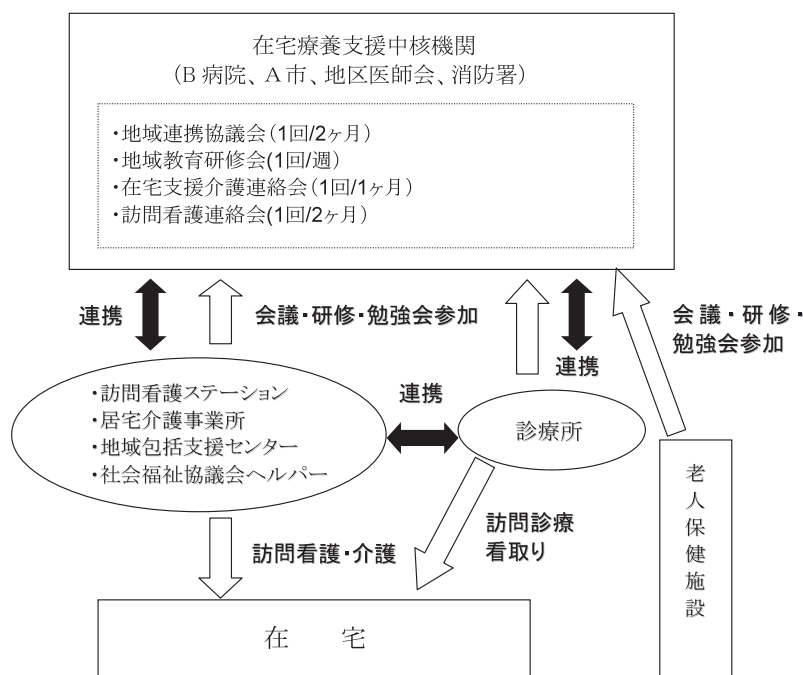 在宅療養支援中核機関
（B 病院、A 市、地区医師会、消防署）
・地域連携協議会（1回/2ヶ月）
・地域教育研修会(1回/週)
・在宅支援介護連絡会（1回/1ヶ月）
・訪問看護連絡会(1回/2ヶ月）
連携
会議・研修・勉強会参加
連携
会議・研修・
勉強会参加
・訪問看護ステーション
・居宅介護事業所
・地域包括支援センター
・社会福祉協議会ヘルパー
連携
診療所
訪問看護・介護
訪問診療
看取り
老人保健施設
在　宅